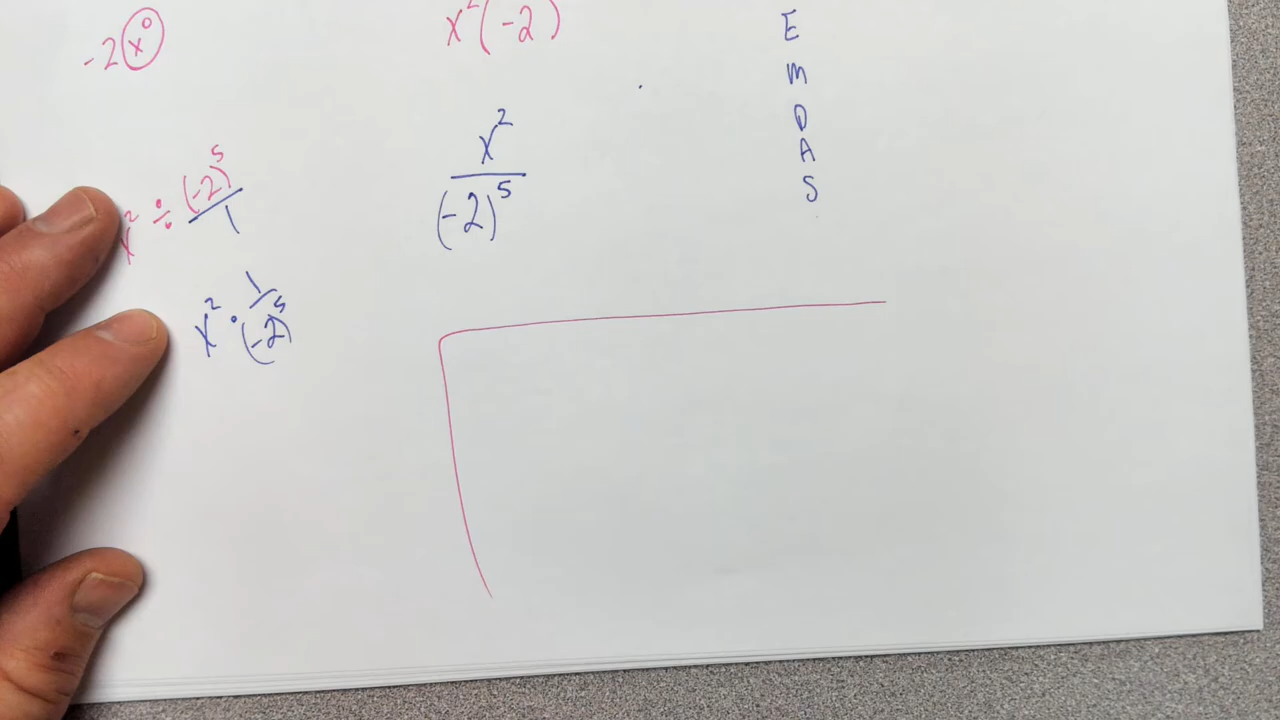 -2x⁰
x² ÷ (-2)⁵/1
x² · 1/(-2)⁵
x²(-2)
x²/(-2)⁵
E
M
D
A
S